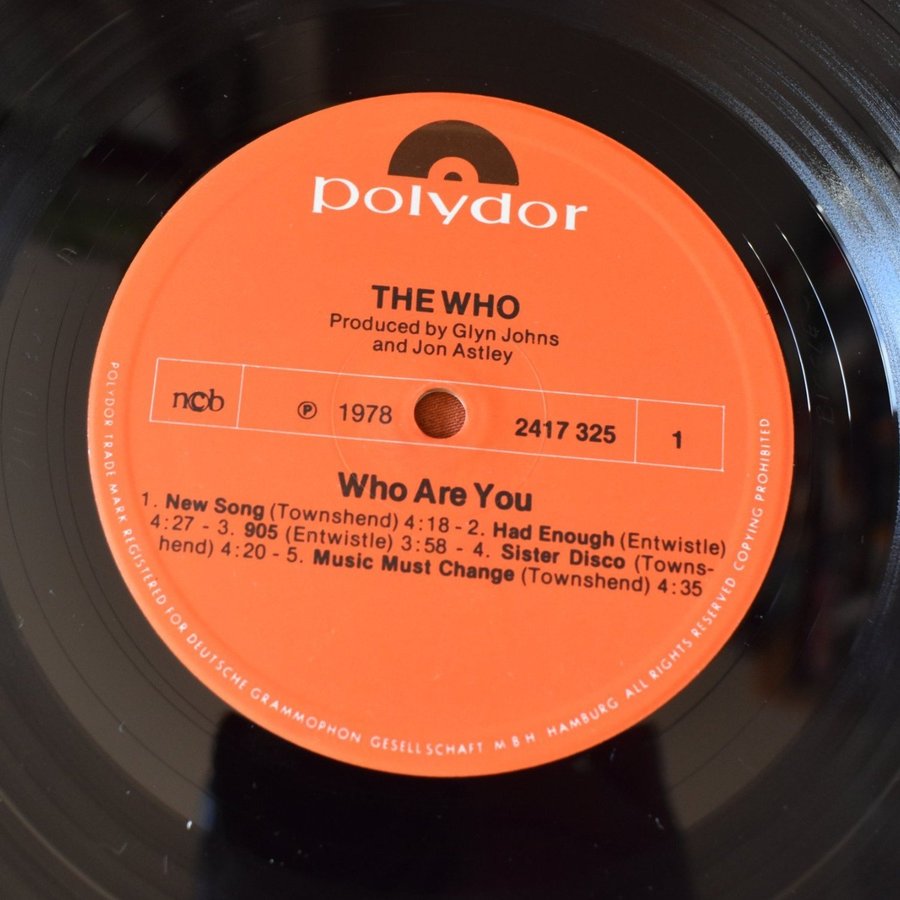 polydor
THE WHO
Produced by Glyn Johns
and Jon Astley
ncb
℗ 1978
2417 325
1
Who Are You
1. New Song (Townshend) 4:18 - 2. Had Enough (Entwistle)
4:27 - 3. 905 (Entwistle) 3:58 - 4. Sister Disco (Towns-
hend) 4:20 - 5. Music Must Change (Townshend) 4:35
POLYDOR TRADE MARK REGISTERED FOR DEUTSCHE GRAMMOPHON GESELLSCHAFT MBH HAMBURG ALL RIGHTS RESERVED COPYING PROHIBITED